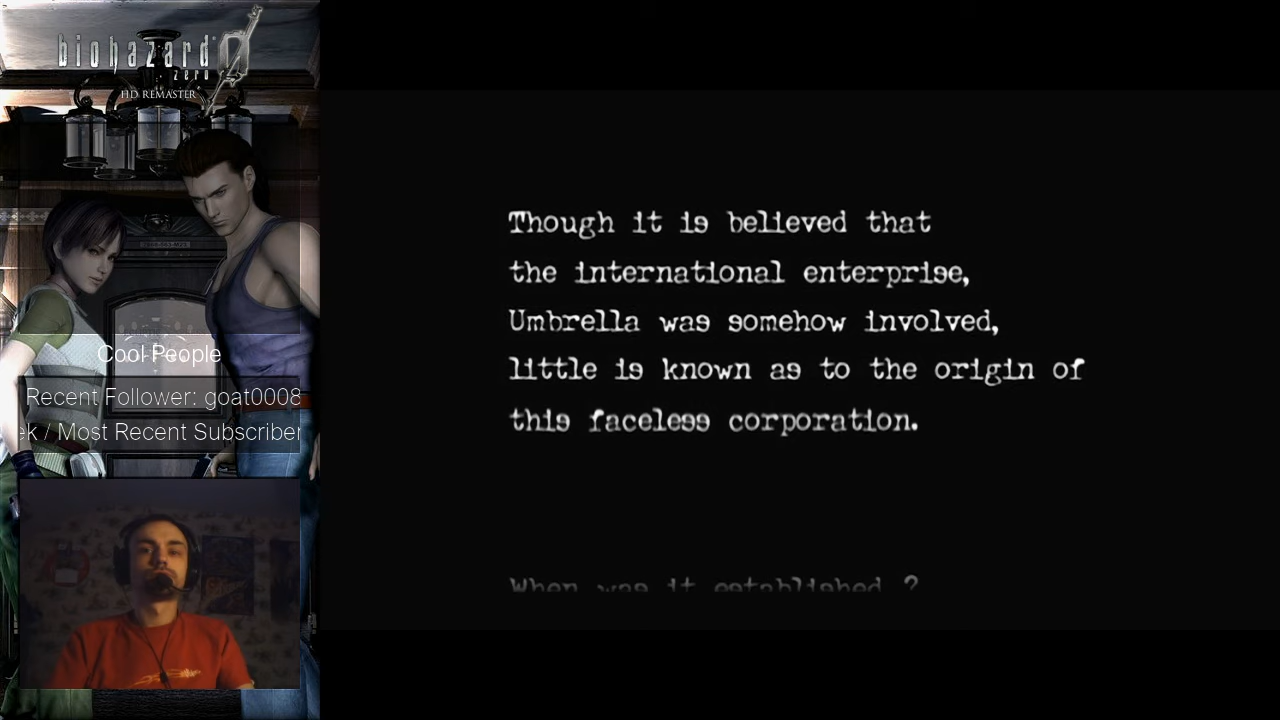 biohazard 0
zero
HD REMASTER
Cool People
Recent Follower: goat0008
ek / Most Recent Subscriber
Though it is believed that
the international enterprise,
Umbrella was somehow involved,
little is known as to the origin of
this faceless corporation.
When was it established ?